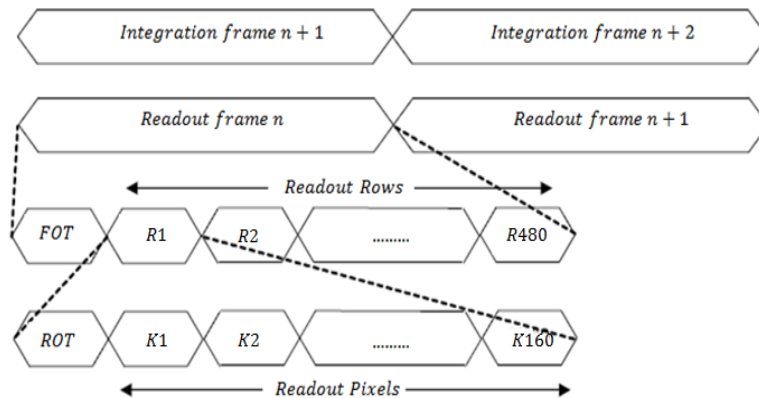 Integration frame n + 1 Integration frame n + 2
Readout frame n Readout frame n + 1
Readout Rows
FOT R1 R2 ......... R480
ROT K1 K2 ......... K160
Readout Pixels